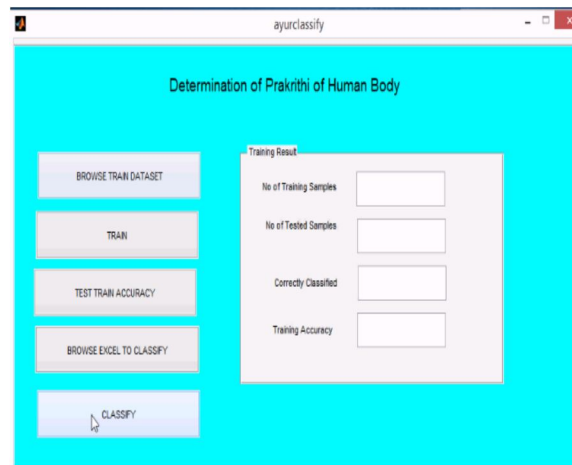 ayurclassify
Determination of Prakrithi of Human Body
BROWSE TRAIN DATASET
TRAIN
TEST TRAIN ACCURACY
BROWSE EXCEL TO CLASSIFY
CLASSIFY
Training Result
No of Training Samples
No of Tested Samples
Correctly Classified
Training Accuracy